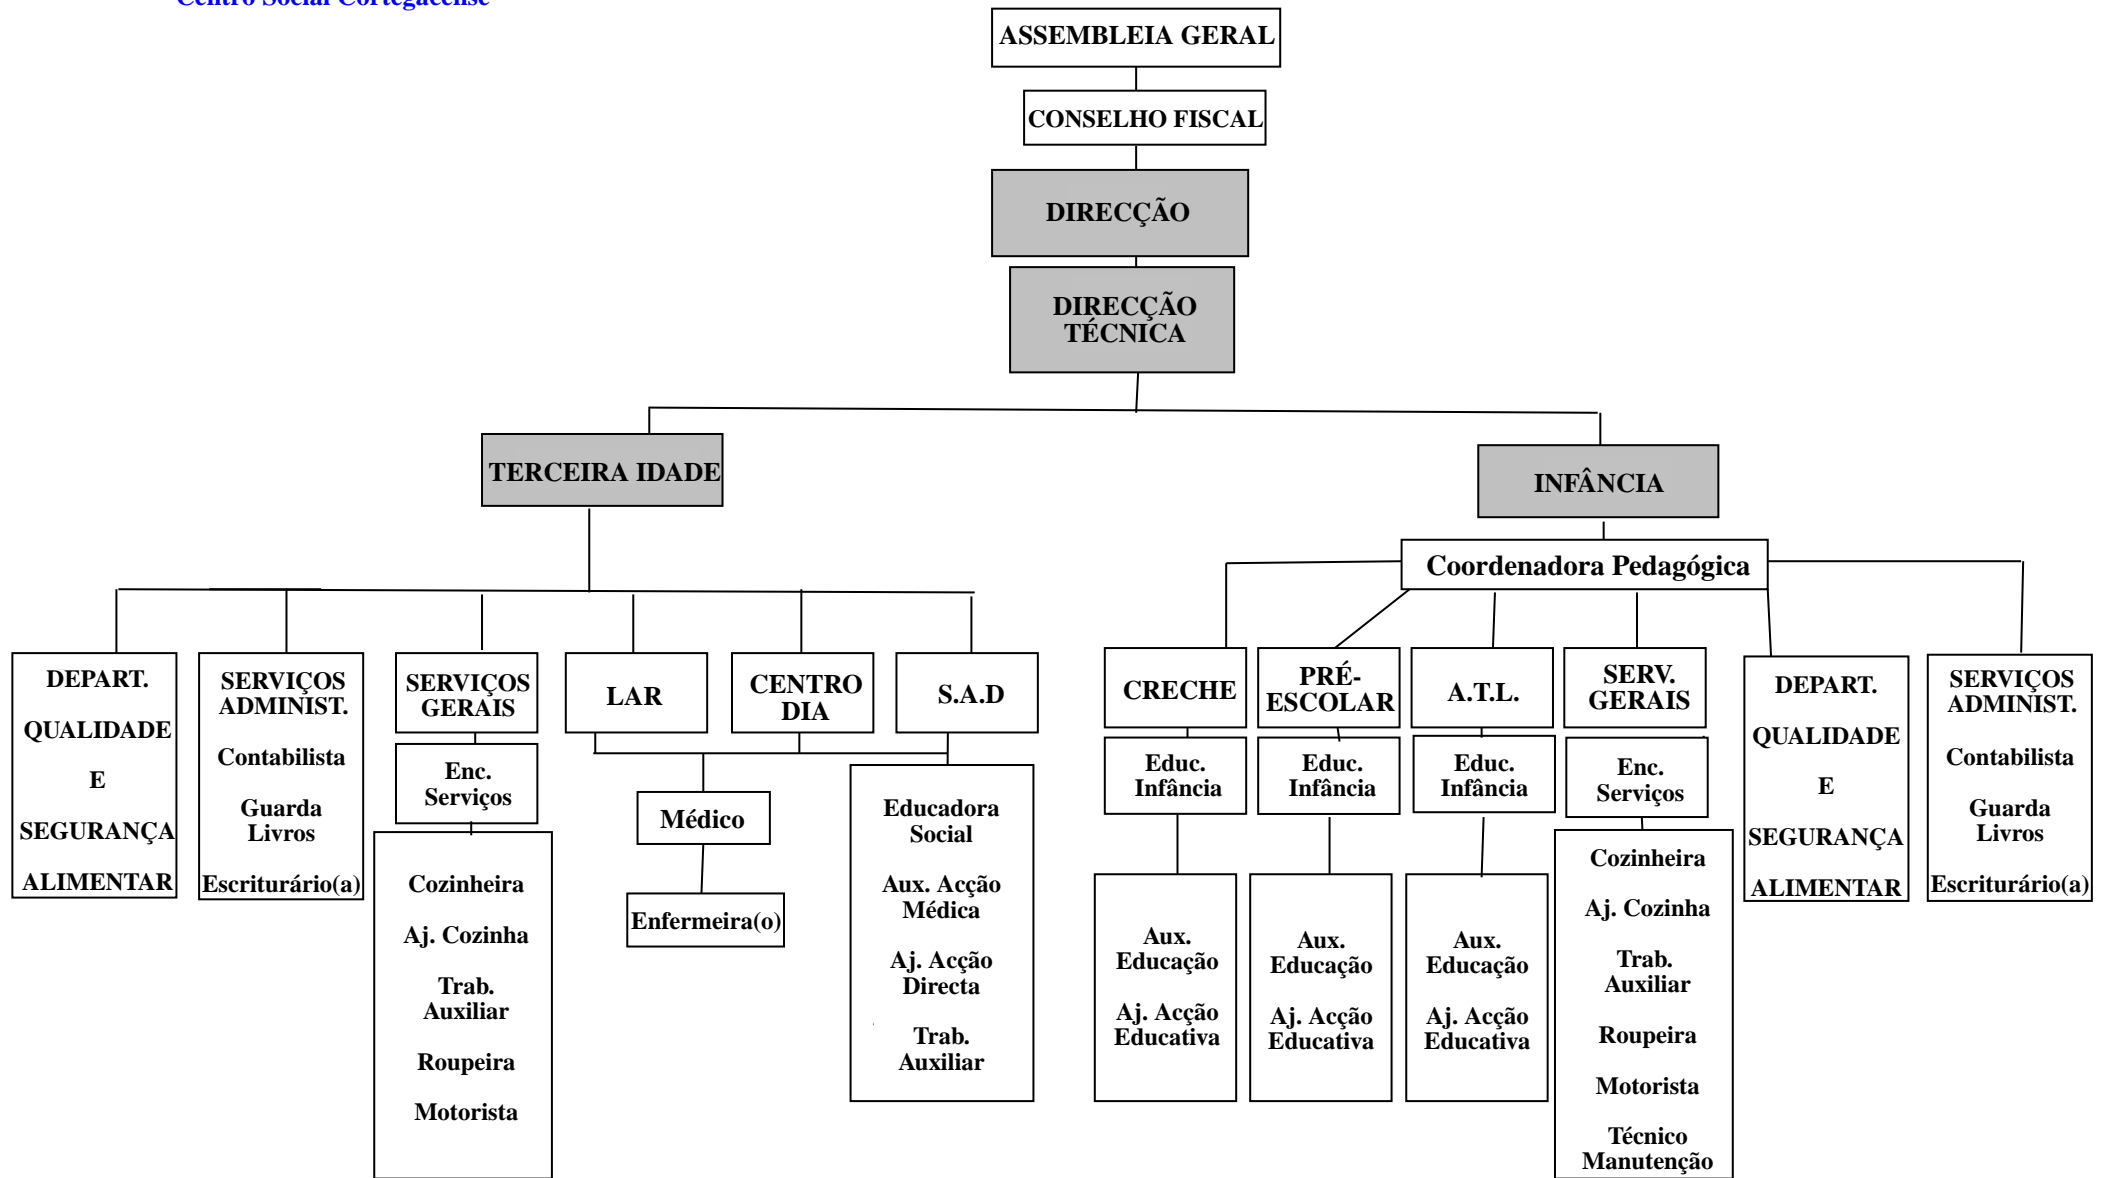 Centro Social Cortegacense
ASSEMBLEIA GERAL
CONSELHO FISCAL
DIRECÇÃO
DIRECÇÃO
TÉCNICA
TERCEIRA IDADE
INFÂNCIA
Coordenadora Pedagógica
DEPART.
QUALIDADE
E
SEGURANÇA
ALIMENTAR
SERVIÇOS
ADMINIST.
Contabilista
Guarda
Livros
Escriturário(a)
SERVIÇOS
GERAIS
Enc.
Serviços
Cozinheira
Aj. Cozinha
Trab.
Auxiliar
Roupeira
Motorista
LAR
CENTRO
DIA
S.A.D
Médico
Enfermeira(o)
Educadora
Social
Aux. Acção
Médica
Aj. Acção
Directa
Trab.
Auxiliar
CRECHE
Educ.
Infância
Aux.
Educação
Aj. Acção
Educativa
PRÉ-
ESCOLAR
Educ.
Infância
Aux.
Educação
Aj. Acção
Educativa
A.T.L.
Educ.
Infância
Aux.
Educação
Aj. Acção
Educativa
SERV.
GERAIS
Enc.
Serviços
Cozinheira
Aj. Cozinha
Trab.
Auxiliar
Roupeira
Motorista
Técnico
Manutenção
DEPART.
QUALIDADE
E
SEGURANÇA
ALIMENTAR
SERVIÇOS
ADMINIST.
Contabilista
Guarda
Livros
Escriturário(a)